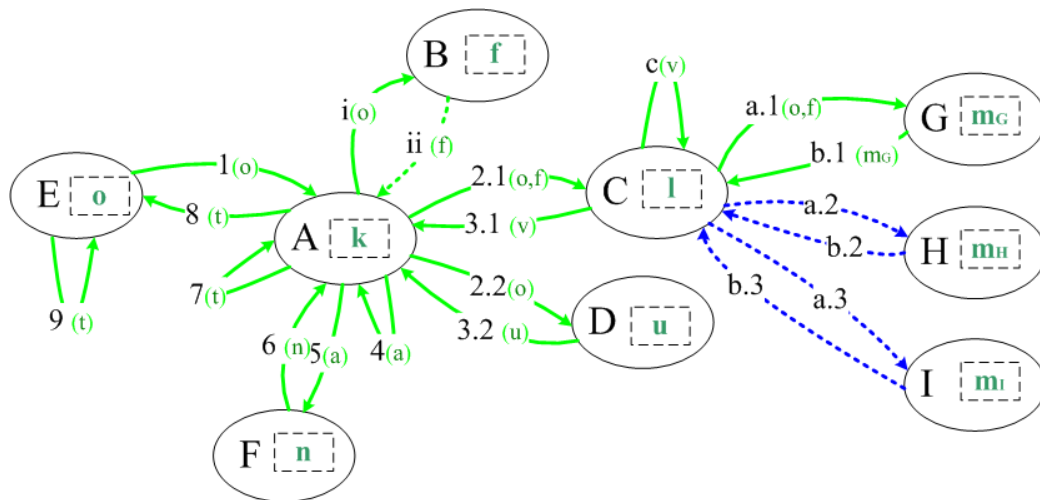 B f
c(v)
i(o)
a.1(o,f)
G mG
ii (f)
b.1 (mG)
1(o)
2.1(o,f)
E o
C l
8 (t)
3.1 (v)
a.2
A k
b.2
H mH
7(t)
2.2(o)
b.3
a.3
9 (t)
3.2 (u)
D u
6 (n)
5(a)
4(a)
I mI
F n